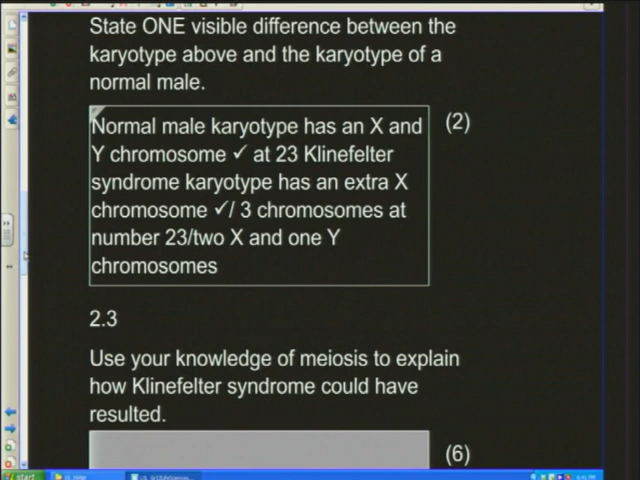 State ONE visible difference between the
karyotype above and the karyotype of a
normal male.
Normal male karyotype has an X and
Y chromosome ✓ at 23 Klinefelter
syndrome karyotype has an extra X
chromosome ✓/ 3 chromosomes at
number 23/two X and one Y
chromosomes
(2)
2.3
Use your knowledge of meiosis to explain
how Klinefelter syndrome could have
resulted.
(6)
start